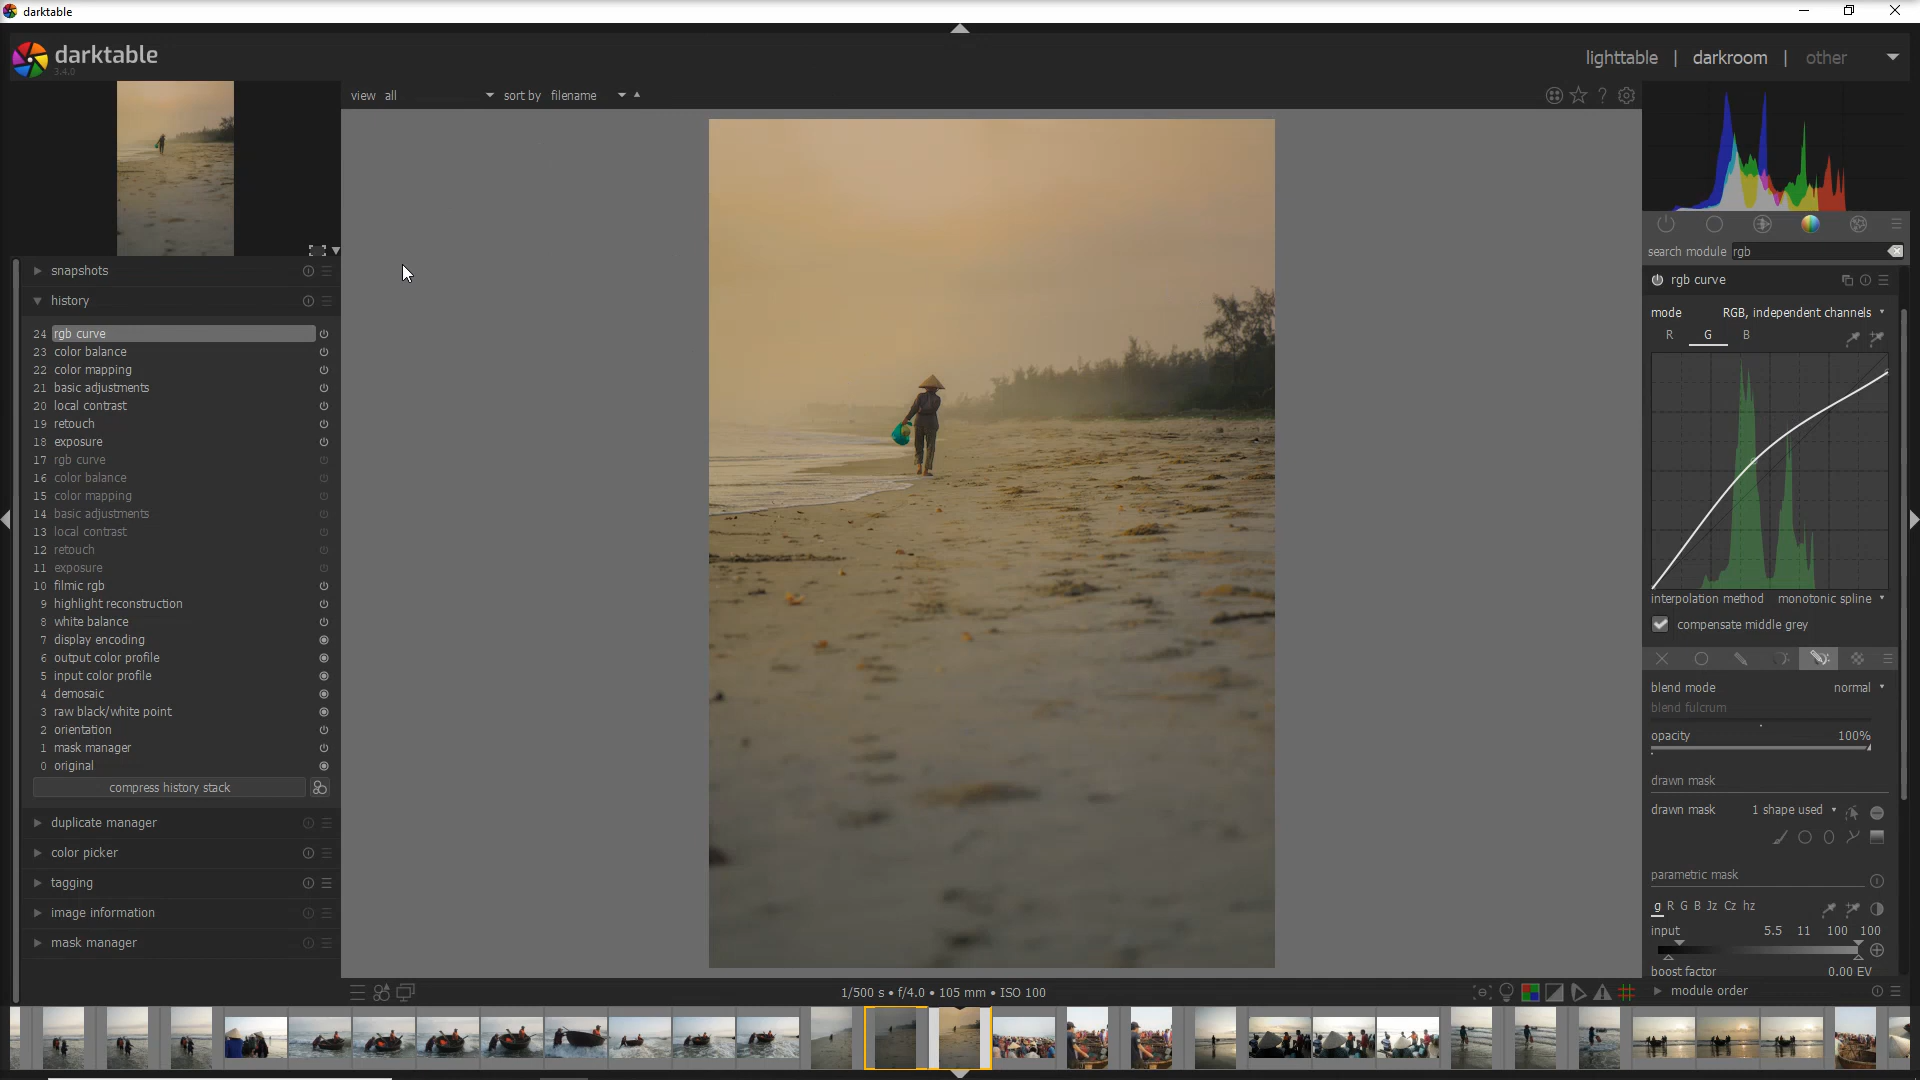 darktable
darktable
3.4.0
lighttable | darkroom | other
view all
sort by filename
search module rgb
snapshots
history
24 rgb curve
23 color balance
22 color mapping
21 basic adjustments
20 local contrast
19 retouch
18 exposure
17 rgb curve
16 color balance
15 color mapping
14 basic adjustments
13 local contrast
12 retouch
11 exposure
10 filmic rgb
9 highlight reconstruction
8 white balance
7 display encoding
6 output color profile
5 input color profile
4 demosaic
3 raw black/white point
2 orientation
1 mask manager
0 original
compress history stack
duplicate manager
color picker
tagging
image information
mask manager
1/500 s • f/4.0 • 105 mm • ISO 100
rgb curve
mode RGB, independent channels
R G B
interpolation method monotonic spline
compensate middle grey
blend mode normal
blend fulcrum
opacity 100%
drawn mask
drawn mask 1 shape used
parametric mask
g R G B Jz Cz hz
input 5.5 11 100 100
boost factor 0.00 EV
module order